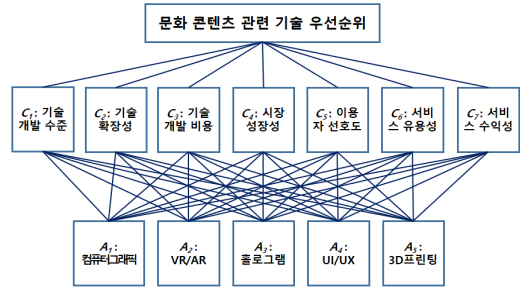 문화 콘텐츠 관련 기술 우선순위
C₁ : 기술
개발 수준
C₂ : 기술
확장성
C₃ : 기술
개발 비용
C₄ : 시장
성장성
C₅ : 이용
자 선호도
C₆ : 서비
스 유용성
C₇ : 서비
스 수익성
A₁ :
컴퓨터그래픽
A₂ :
VR/AR
A₃ :
홀로그램
A₄ :
UI/UX
A₅ :
3D프린팅